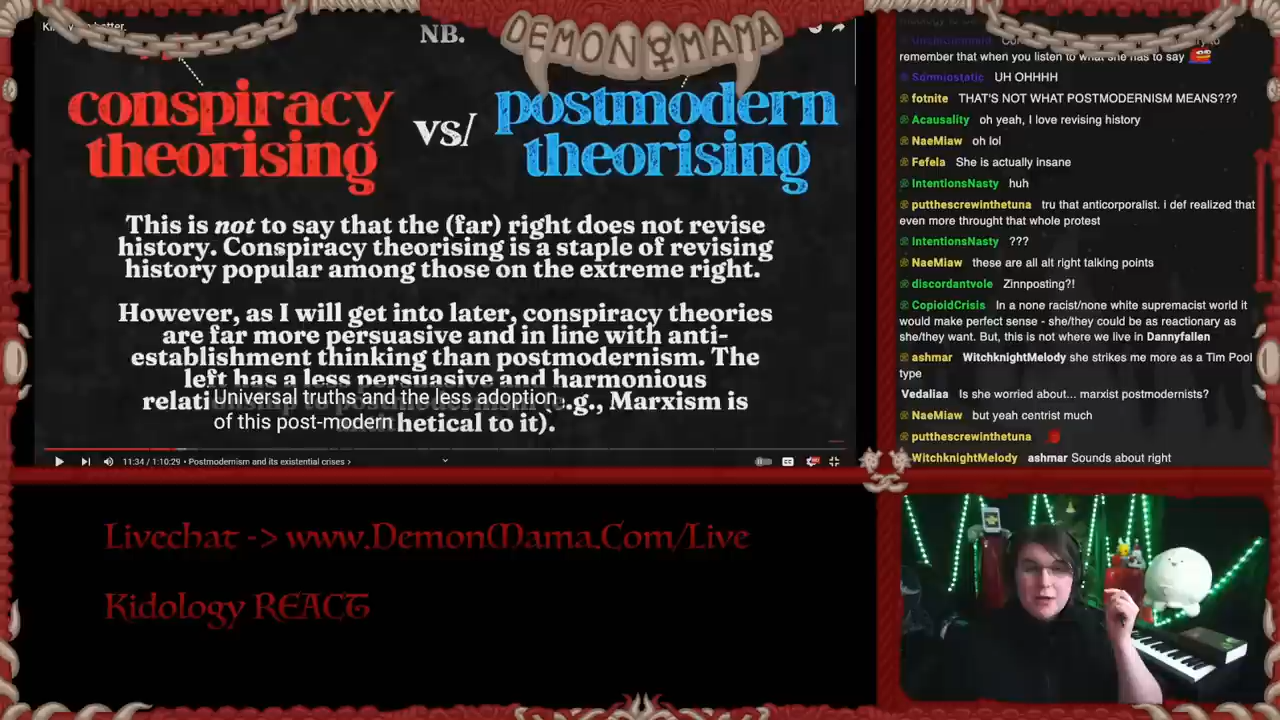 NB.
DEMON MAMA
conspiracy
theorising
vs/
postmodern
theorising
This is not to say that the (far) right does not revise
history. Conspiracy theorising is a staple of revising
history popular among those on the extreme right.
However, as I will get into later, conspiracy theories
are far more persuasive and in line with anti-
establishment thinking than postmodernism. The
left has a less persuasive and harmonious
relati
e.g., Marxism is
hetical to it).
Universal truths and the less adoption
of this post-modern
11:34 / 1:10:29 • Postmodernism and its existential crises ›
Livechat -> www.DemonMama.Com/Live
Kidology REACT
remember that when you listen to what she has to say
Somniostatic UH OHHHH
fotnite THAT'S NOT WHAT POSTMODERNISM MEANS???
Acausality oh yeah, I love revising history
NaeMiaw oh lol
Fefela She is actually insane
IntentionsNasty huh
putthescrewinthetuna tru that anticorporalist. i def realized that
even more throught that whole protest
IntentionsNasty ???
NaeMiaw these are all alt right talking points
discordantvole Zinnposting?!
CopioldCrisis In a none racist/none white supremacist world it
would make perfect sense - she/they could be as reactionary as
she/they want. But, this is not where we live in Dannyfallen
ashmar WitchknightMelody she strikes me more as a Tim Pool
type
Vedaliaa Is she worried about... marxist postmodernists?
NaeMiaw but yeah centrist much
putthescrewinthetuna
WitchknightMelody ashmar Sounds about right